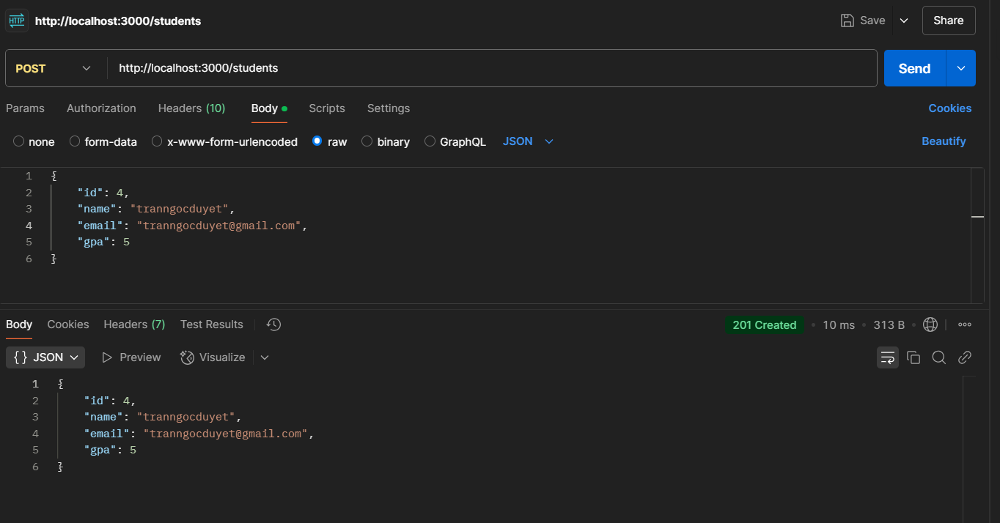 HTTP http://localhost:3000/students Save Share
POST http://localhost:3000/students Send
Params Authorization Headers (10) Body Scripts Settings Cookies
none form-data x-www-form-urlencoded raw binary GraphQL JSON Beautify
1 {
2 "id": 4,
3 "name": "tranngocduyet",
4 "email": "tranngocduyet@gmail.com",
5 "gpa": 5
6 }
Body Cookies Headers (7) Test Results 201 Created • 10 ms • 313 B •
{} JSON Preview Visualize
1 {
2 "id": 4,
3 "name": "tranngocduyet",
4 "email": "tranngocduyet@gmail.com",
5 "gpa": 5
6 }